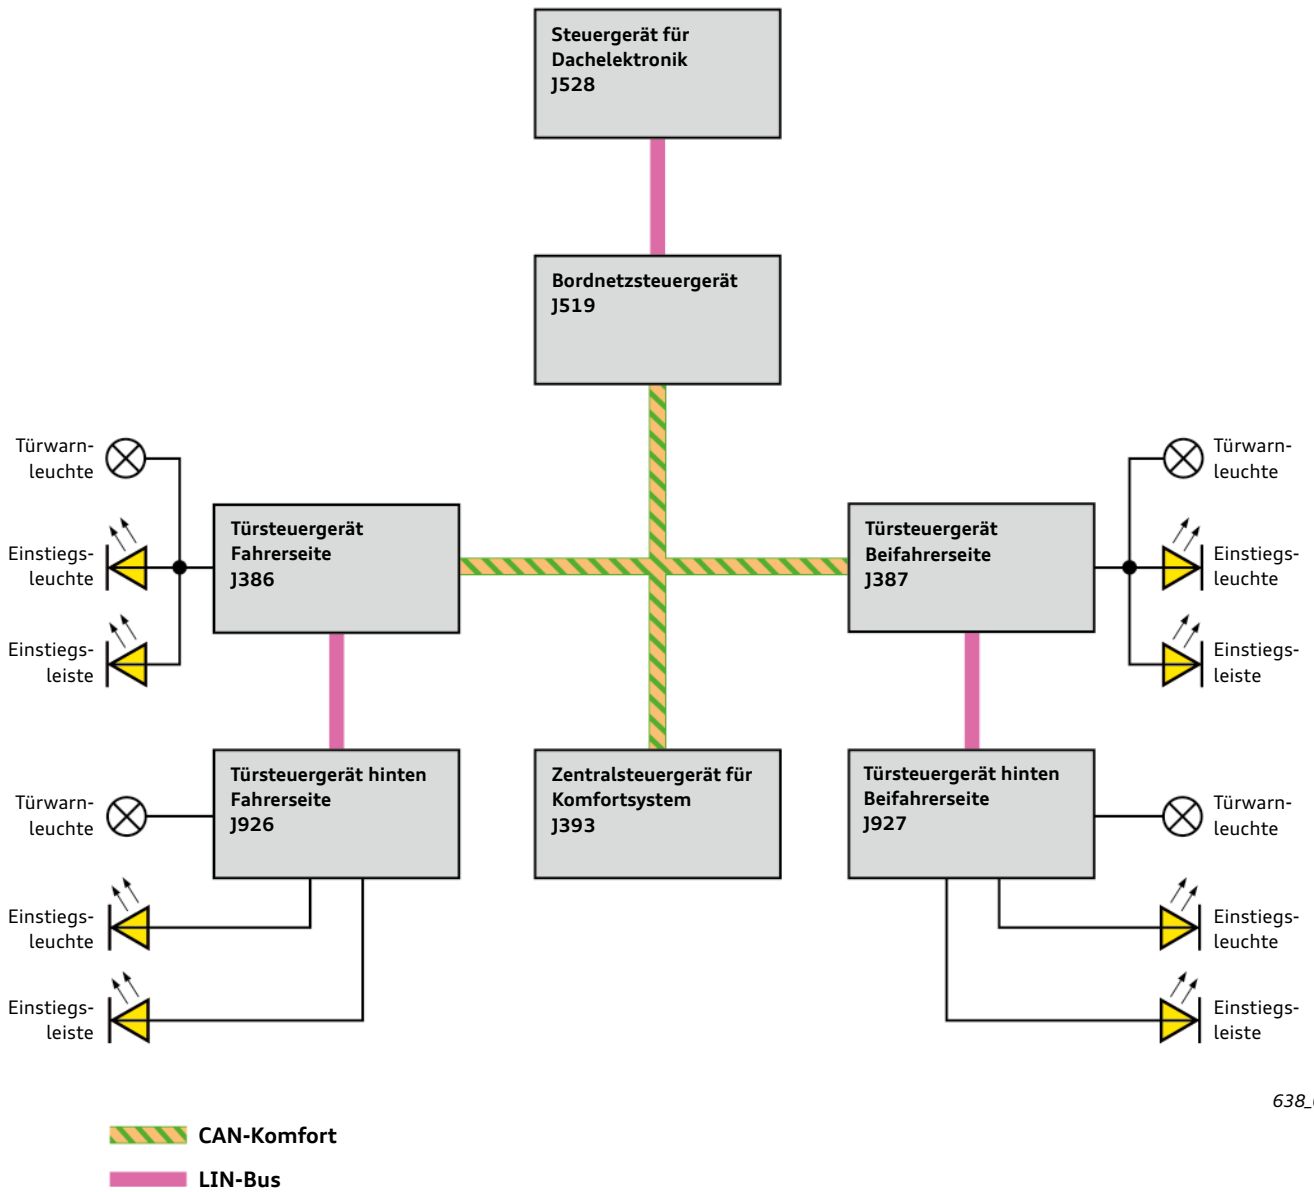 Steuergerät für
Dachelektronik
J528
Bordnetzsteuergerät
J519
Türwarn-
leuchte
Einstiegs-
leuchte
Einstiegs-
leiste
Türsteuergerät
Fahrerseite
J386
Türsteuergerät
Beifahrerseite
J387
Türwarn-
leuchte
Einstiegs-
leuchte
Einstiegs-
leiste
Türwarn-
leuchte
Einstiegs-
leuchte
Einstiegs-
leiste
Türsteuergerät hinten
Fahrerseite
J926
Zentralsteuergerät für
Komfortsystem
J393
Türsteuergerät hinten
Beifahrerseite
J927
Türwarn-
leuchte
Einstiegs-
leuchte
Einstiegs-
leiste
638_
CAN-Komfort
LIN-Bus